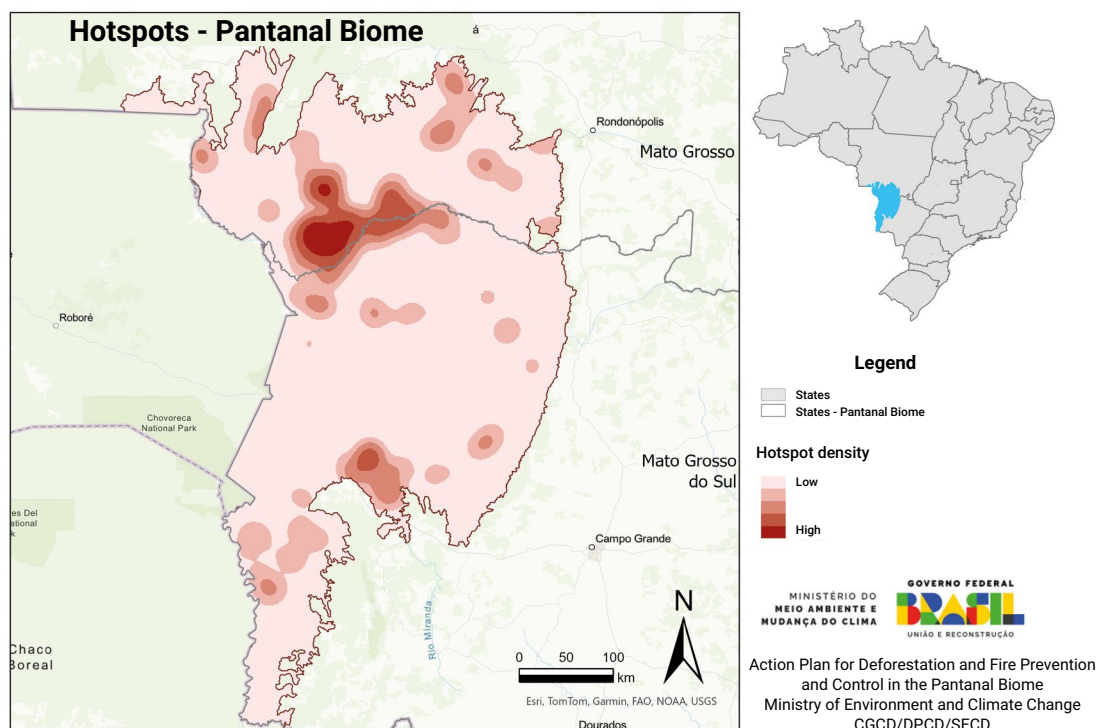 Hotspots - Pantanal Biome
á
Rondonópolis
Mato Grosso
Roboré
Chovoreca
National Park
Mato Grosso
do Sul
es Del
ational
k
Campo Grande
Chaco
Boreal
Rio Miranda
N
0 50 100
km
Esri, TomTom, Garmin, FAO, NOAA, USGS
Dourados
Legend
States
States - Pantanal Biome
Hotspot density
Low
High
MINISTÉRIO DO
MEIO AMBIENTE E
MUDANÇA DO CLIMA
GOVERNO FEDERAL
BRASIL
UNIÃO E RECONSTRUÇÃO
Action Plan for Deforestation and Fire Prevention
and Control in the Pantanal Biome
Ministry of Environment and Climate Change
CGCD/DPCD/SECD